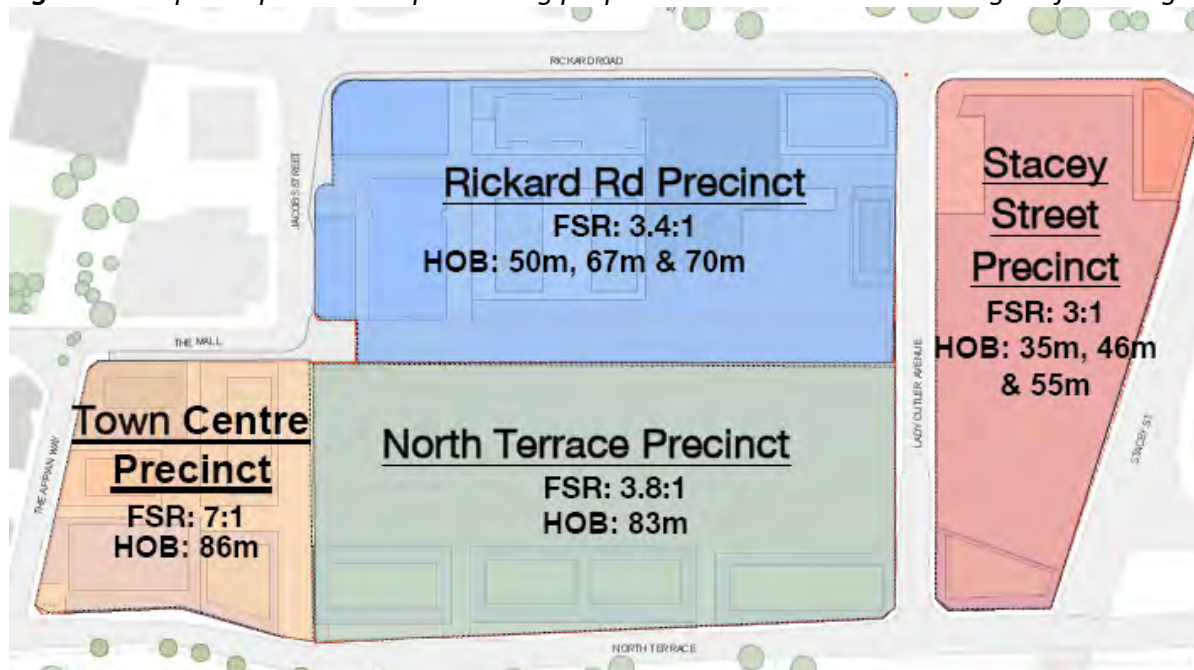 RICKARD ROAD
JACOBS STREET
Rickard Rd Precinct
FSR: 3.4:1
HOB: 50m, 67m & 70m
Stacey
Street
Precinct
FSR: 3:1
HOB: 35m, 46m
& 55m
THE MALL
LADY CUTLER AVENUE
STACEY ST
THE APPIAN WAY
Town Centre
Precinct
FSR: 7:1
HOB: 86m
North Terrace Precinct
FSR: 3.8:1
HOB: 83m
NORTH TERRACE